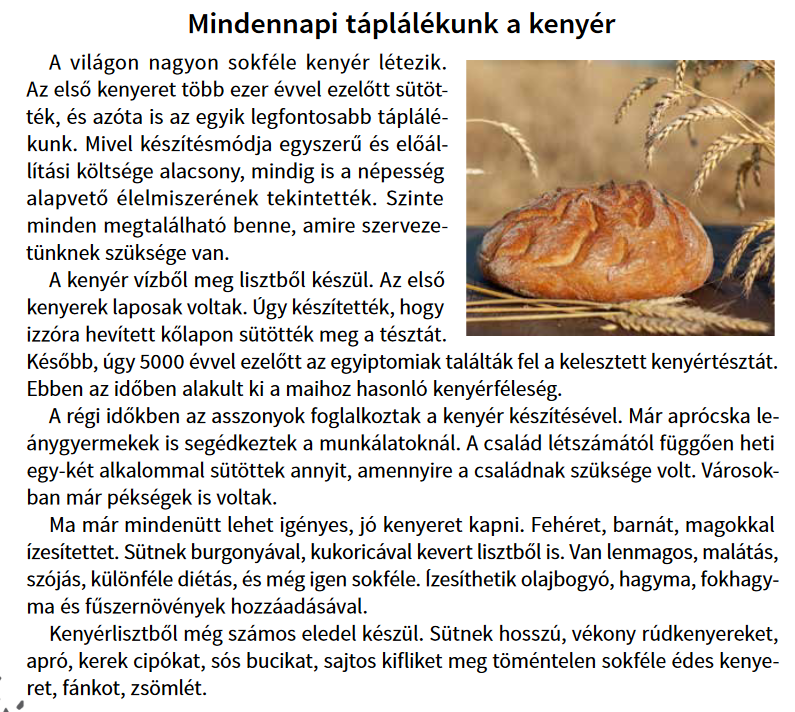 Mindennapi táplálékunk a kenyér
A világon nagyon sokféle kenyér létezik.
Az első kenyeret több ezer évvel ezelőtt sütöt-
ték, és azóta is az egyik legfontosabb táplálé-
kunk. Mivel készítésmódja egyszerű és előál-
lítási költsége alacsony, mindig is a népesség
alapvető élelmiszerének tekintették. Szinte
minden megtalálható benne, amire szerveze-
tünknek szüksége van.
A kenyér vízből meg lisztből készül. Az első
kenyerek laposak voltak. Úgy készítették, hogy
izzóra hevített kőlapon sütötték meg a tésztát.
Később, úgy 5000 évvel ezelőtt az egyiptomiak találták fel a kelesztett kenyértésztát.
Ebben az időben alakult ki a maihoz hasonló kenyérféleség.
A régi időkben az asszonyok foglalkoztak a kenyér készítésével. Már aprócska le-
ánygyermekek is segédkeztek a munkálatoknál. A család létszámától függően heti
egy-két alkalommal sütöttek annyit, amennyire a családnak szüksége volt. Városok-
ban már pékségek is voltak.
Ma már mindenütt lehet igényes, jó kenyeret kapni. Fehéret, barnát, magokkal
ízesítettet. Sütnek burgonyával, kukoricával kevert lisztből is. Van lenmagos, malátás,
szójás, különféle diétás, és még igen sokféle. Ízesíthetik olajbogyó, hagyma, fokhagy-
ma és fűszernövények hozzáadásával.
Kenyérlisztből még számos eledel készül. Sütnek hosszú, vékony rúdkenyereket,
apró, kerek cipókat, sós bucikat, sajtos kifliket meg töméntelen sokféle édes kenye-
ret, fánkot, zsömlét.